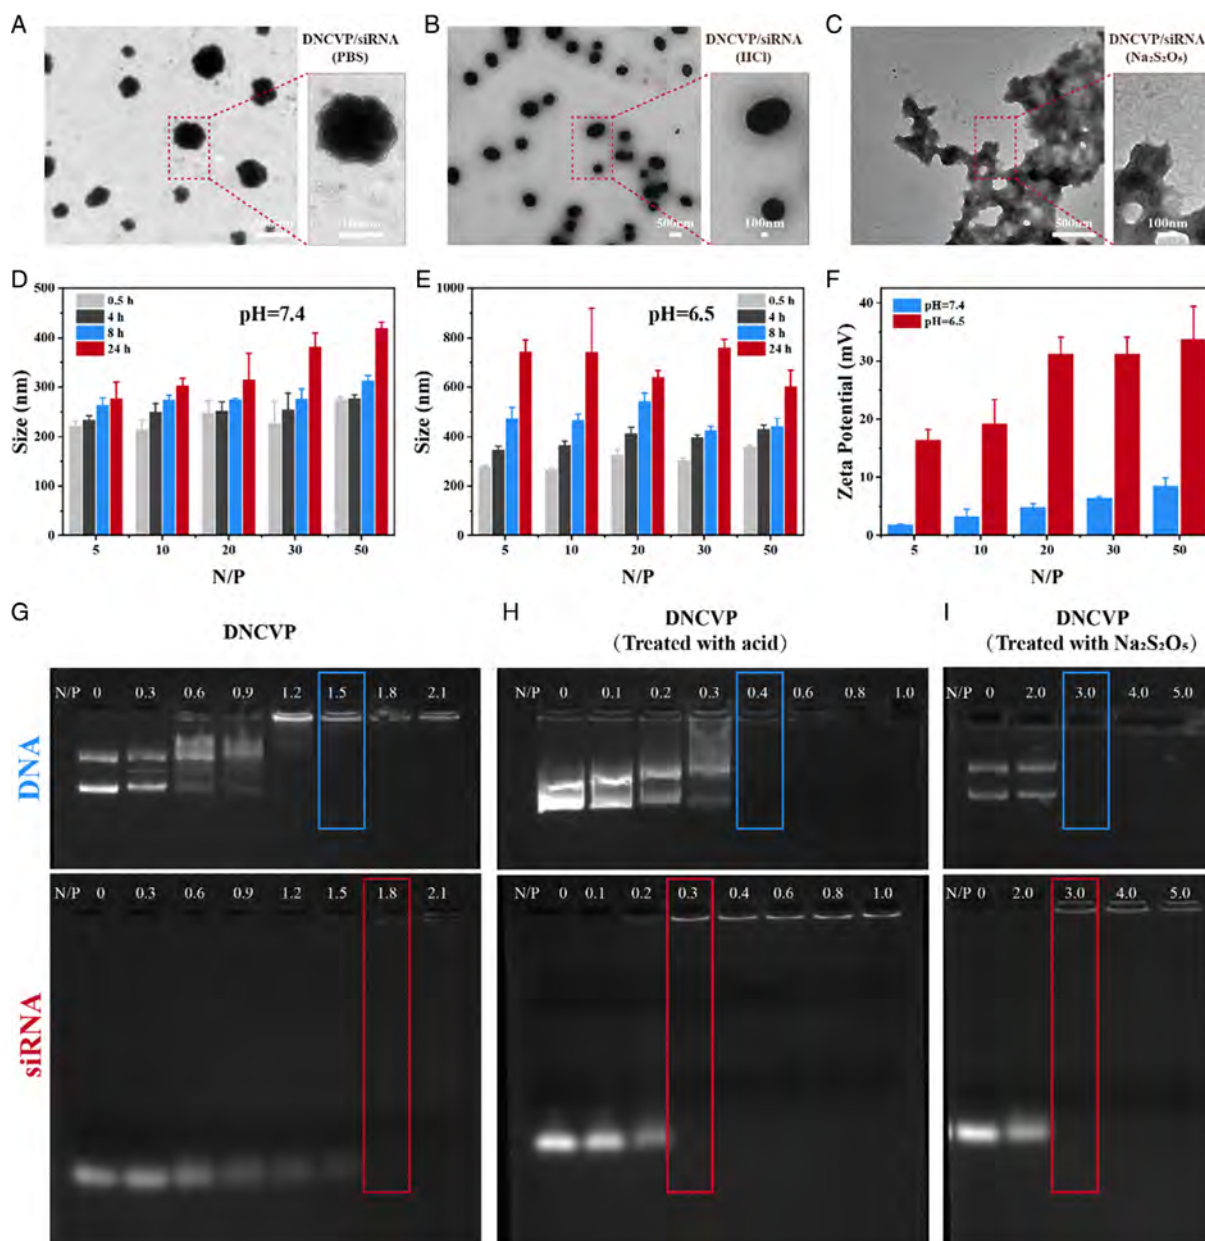 A
DNCVP/siRNA
(PBS)
100nm
B
DNCVP/siRNA
(HCl)
500nm
100nm
C
DNCVP/siRNA
(Na₂S₂O₅)
500nm
100nm
D
500
400
300
200
100
0
Size (nm)
0.5 h
4 h
8 h
24 h
pH=7.4
5 10 20 30 50
N/P
E
1000
800
600
400
200
0
Size (nm)
pH=6.5
0.5 h
4 h
8 h
24 h
5 10 20 30 50
N/P
F
40
30
20
10
0
Zeta Potential (mV)
pH=7.4
pH=6.5
5 10 20 30 50
N/P
G
DNCVP
H
DNCVP
(Treated with acid)
I
DNCVP
(Treated with Na₂S₂O₅)
DNA
N/P 0 0.3 0.6 0.9 1.2 1.5 1.8 2.1
N/P 0 0.1 0.2 0.3 0.4 0.6 0.8 1.0
N/P 0 2.0 3.0 4.0 5.0
siRNA
N/P 0 0.3 0.6 0.9 1.2 1.5 1.8 2.1
N/P 0 0.1 0.2 0.3 0.4 0.6 0.8 1.0
N/P 0 2.0 3.0 4.0 5.0